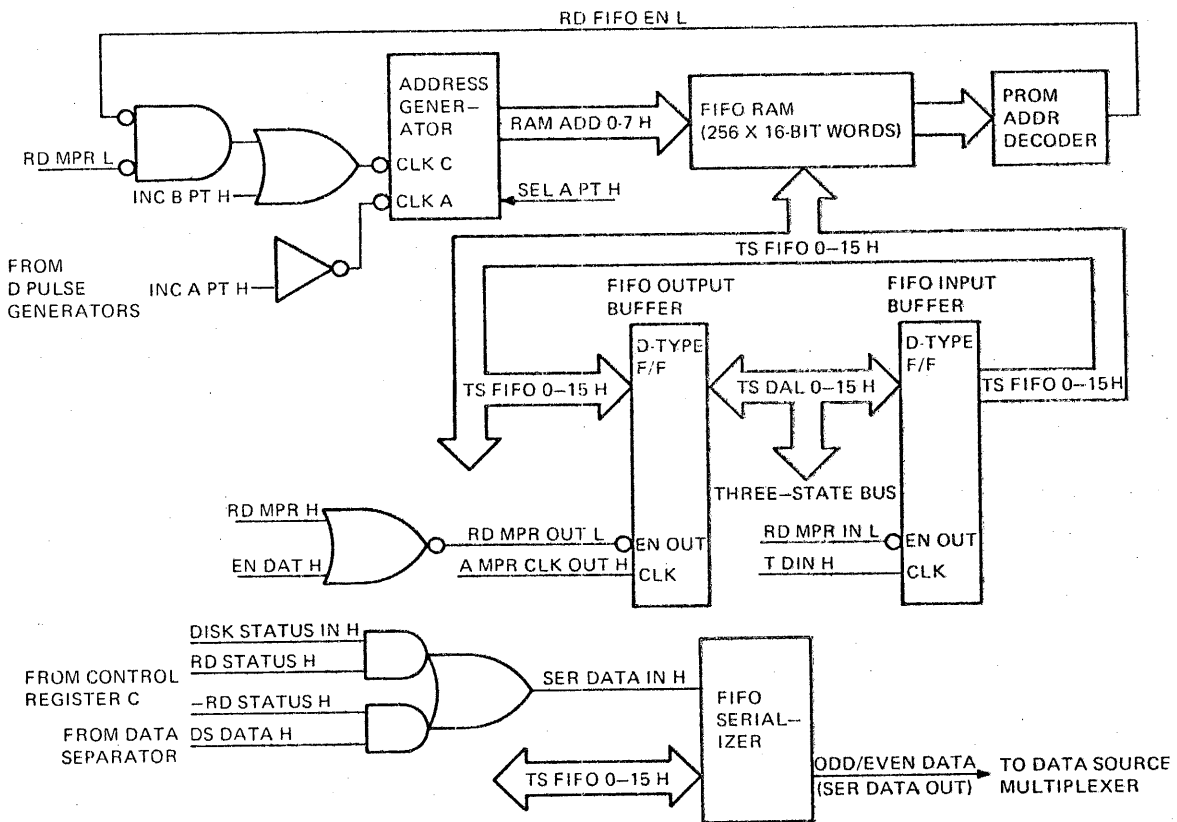 RD FIFO EN L
ADDRESS
GENER-
ATOR
RAM ADD 0-7 H
FIFO RAM
(256 X 16-BIT WORDS)
PROM
ADDR
DECODER
RD MPR L
INC B PT H
CLK C
CLK A
SEL A PT H
FROM
D PULSE
GENERATORS
INC A PT H
TS FIFO 0-15 H
FIFO OUTPUT
BUFFER
FIFO INPUT
BUFFER
D-TYPE
F/F
D-TYPE
F/F
TS FIFO 0-15 H
TS DAL 0-15 H
TS FIFO 0-15H
THREE-STATE BUS
RD MPR H
EN DAT H
RD MPR OUT L
A MPR CLK OUT H
EN OUT
CLK
RD MPR IN L
T DIN H
EN OUT
CLK
DISK STATUS IN H
RD STATUS H
FROM CONTROL
REGISTER C
-RD STATUS H
FROM DATA
SEPARATOR
DS DATA H
SER DATA IN H
FIFO
SERIAL-
IZER
TS FIFO 0-15 H
ODD/EVEN DATA
(SER DATA OUT)
TO DATA SOURCE
MULTIPLEXER